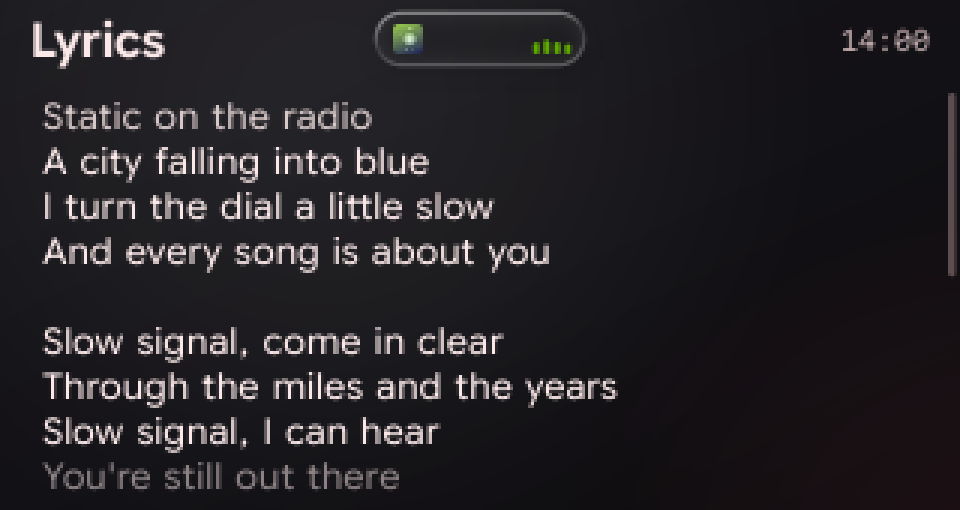 Lyrics
14:00
Static on the radio
A city falling into blue
I turn the dial a little slow
And every song is about you
Slow signal, come in clear
Through the miles and the years
Slow signal, I can hear
You're still out there